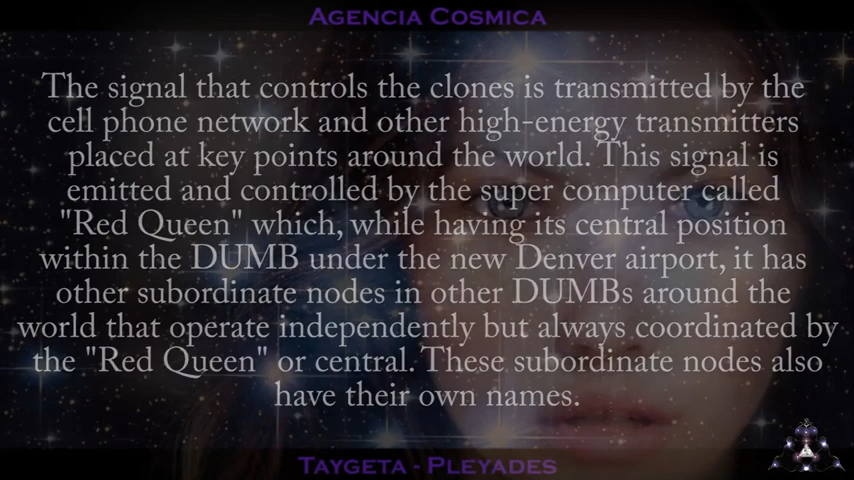 Agencia Cosmica
The signal that controls the clones is transmitted by the
cell phone network and other high-energy transmitters
placed at key points around the world. This signal is
emitted and controlled by the super computer called
"Red Queen" which, while having its central position
within the DUMB under the new Denver airport, it has
other subordinate nodes in other DUMBs around the
world that operate independently but always coordinated by
the "Red Queen" or central. These subordinate nodes also
have their own names.
Taygeta - Pleyades